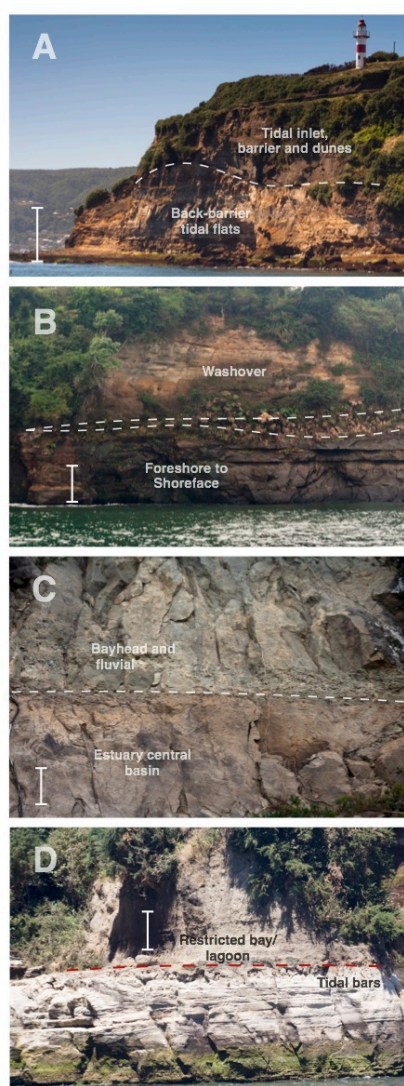 A
Tidal inlet,
barrier and dunes
Back-barrier
tidal flats
B
Washover
Foreshore to
Shoreface
C
Bayhead and
fluvial
Estuary central
basin
D
Restricted bay/
lagoon
Tidal bars